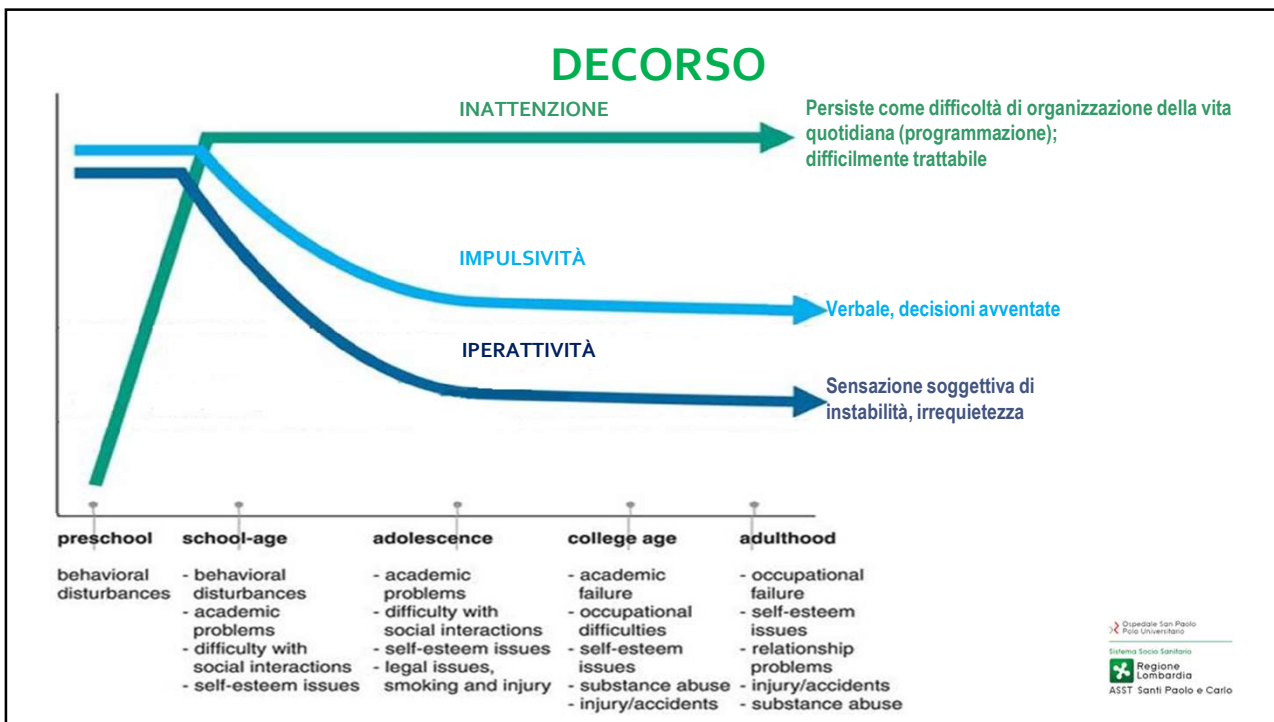 DECORSO
INATTENZIONE
Persiste come difficoltà di organizzazione della vita
quotidiana (programmazione);
difficilmente trattabile
IMPULSIVITÀ
Verbale, decisioni avventate
IPERATTIVITÀ
Sensazione soggettiva di
instabilità, irrequietezza
preschool
behavioral
disturbances
school-age
- behavioral
disturbances
- academic
problems
- difficulty with
social interactions
- self-esteem issues
adolescence
- academic
problems
- difficulty with
social interactions
- self-esteem issues
- legal issues,
smoking and injury
college age
- academic
failure
- occupational
difficulties
- self-esteem
issues
- substance abuse
- injury/accidents
adulthood
- occupational
failure
- self-esteem
issues
- relationship
problems
- injury/accidents
- substance abuse
Ospedale San Paolo
Polo Universitario
Sistema Socio Sanitario
Regione
Lombardia
ASST Santi Paolo e Carlo